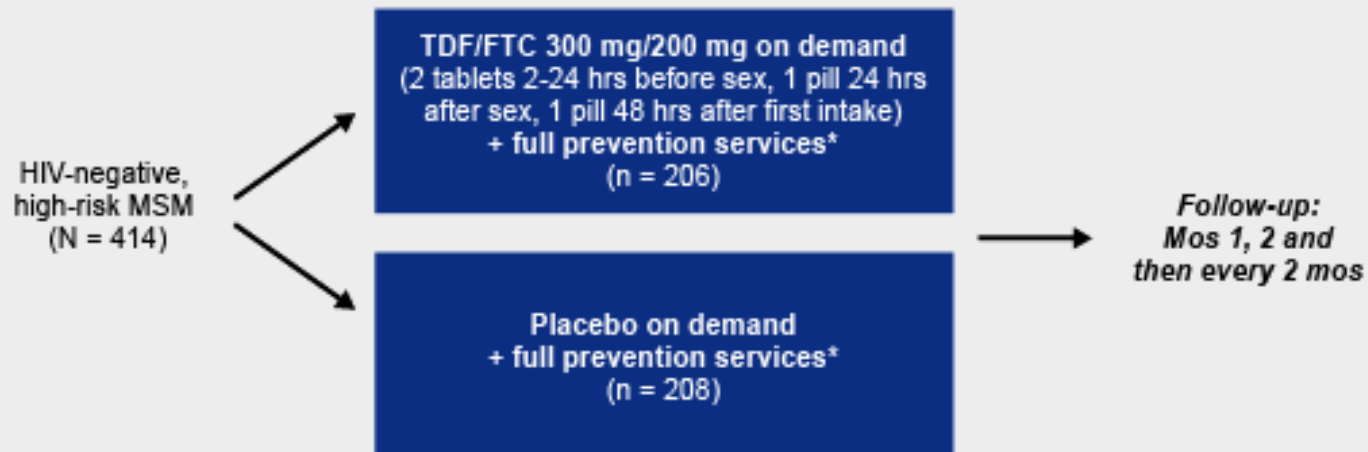 HIV-negative,
high-risk MSM
(N = 414)
TDF/FTC 300 mg/200 mg on demand
(2 tablets 2-24 hrs before sex, 1 pill 24 hrs
after sex, 1 pill 48 hrs after first intake)
+ full prevention services*
(n = 206)
Placebo on demand
+ full prevention services*
(n = 208)
Follow-up:
Mos 1, 2 and
then every 2 mos